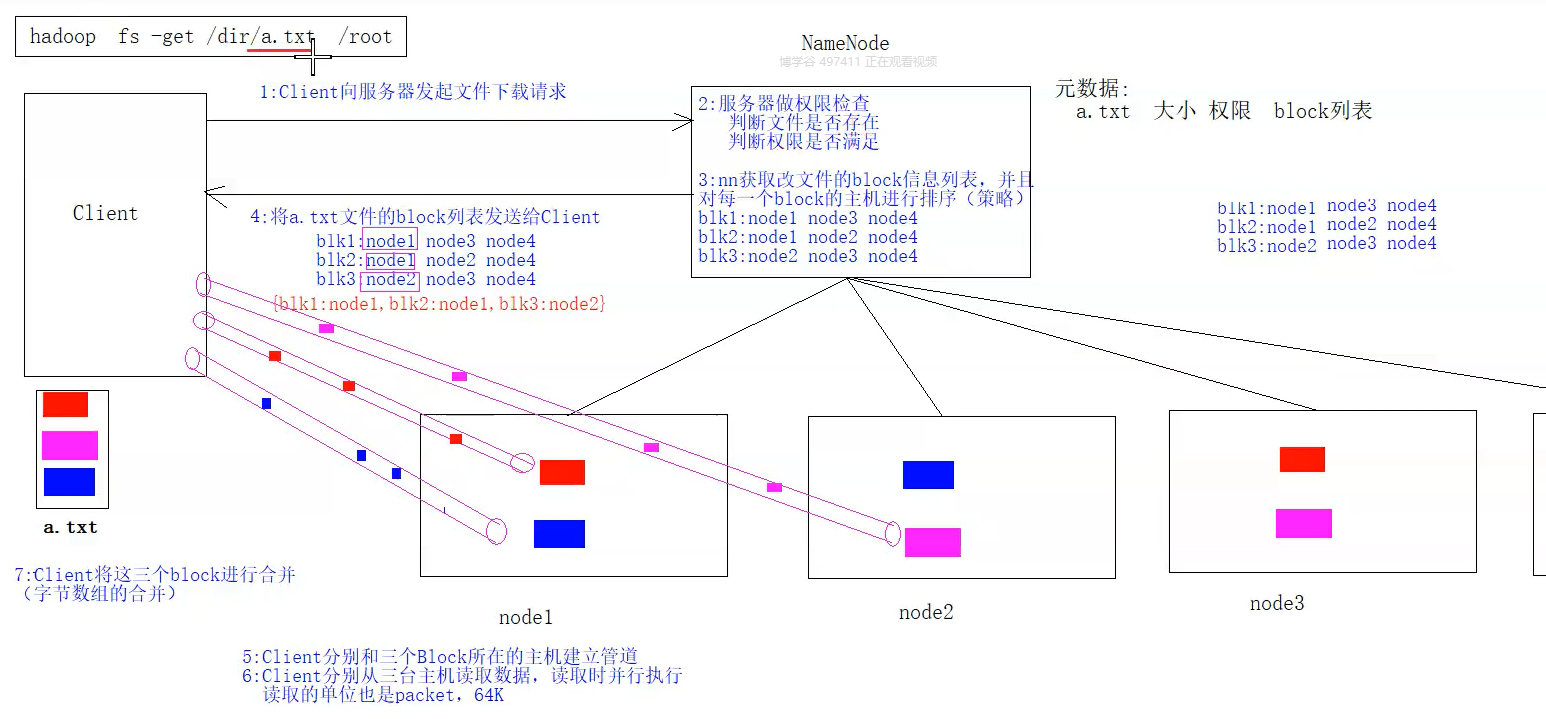 hadoop fs -get /dir/a.txt /root
NameNode
博学谷 497411 正在观看视频
1:Client向服务器发起文件下载请求
元数据:
a.txt 大小 权限 block列表
2:服务器做权限检查
判断文件是否存在
判断权限是否满足
3:nn获取改文件的block信息列表，并且
对每一个block的主机进行排序（策略）
blk1:node1 node3 node4
blk2:node1 node2 node4
blk3:node2 node3 node4
blk1:node1 node3 node4
blk2:node1 node2 node4
blk3:node2 node3 node4
Client
4:将a.txt文件的block列表发送给Client
blk1:node1 node3 node4
blk2:node1 node2 node4
blk3:node2 node3 node4
{blk1:node1,blk2:node1,blk3:node2}
a.txt
7:Client将这三个block进行合并
（字节数组的合并）
node1
node2
node3
5:Client分别和三个Block所在的主机建立管道
6:Client分别从三台主机读取数据，读取时并行执行
读取的单位也是packet，64K